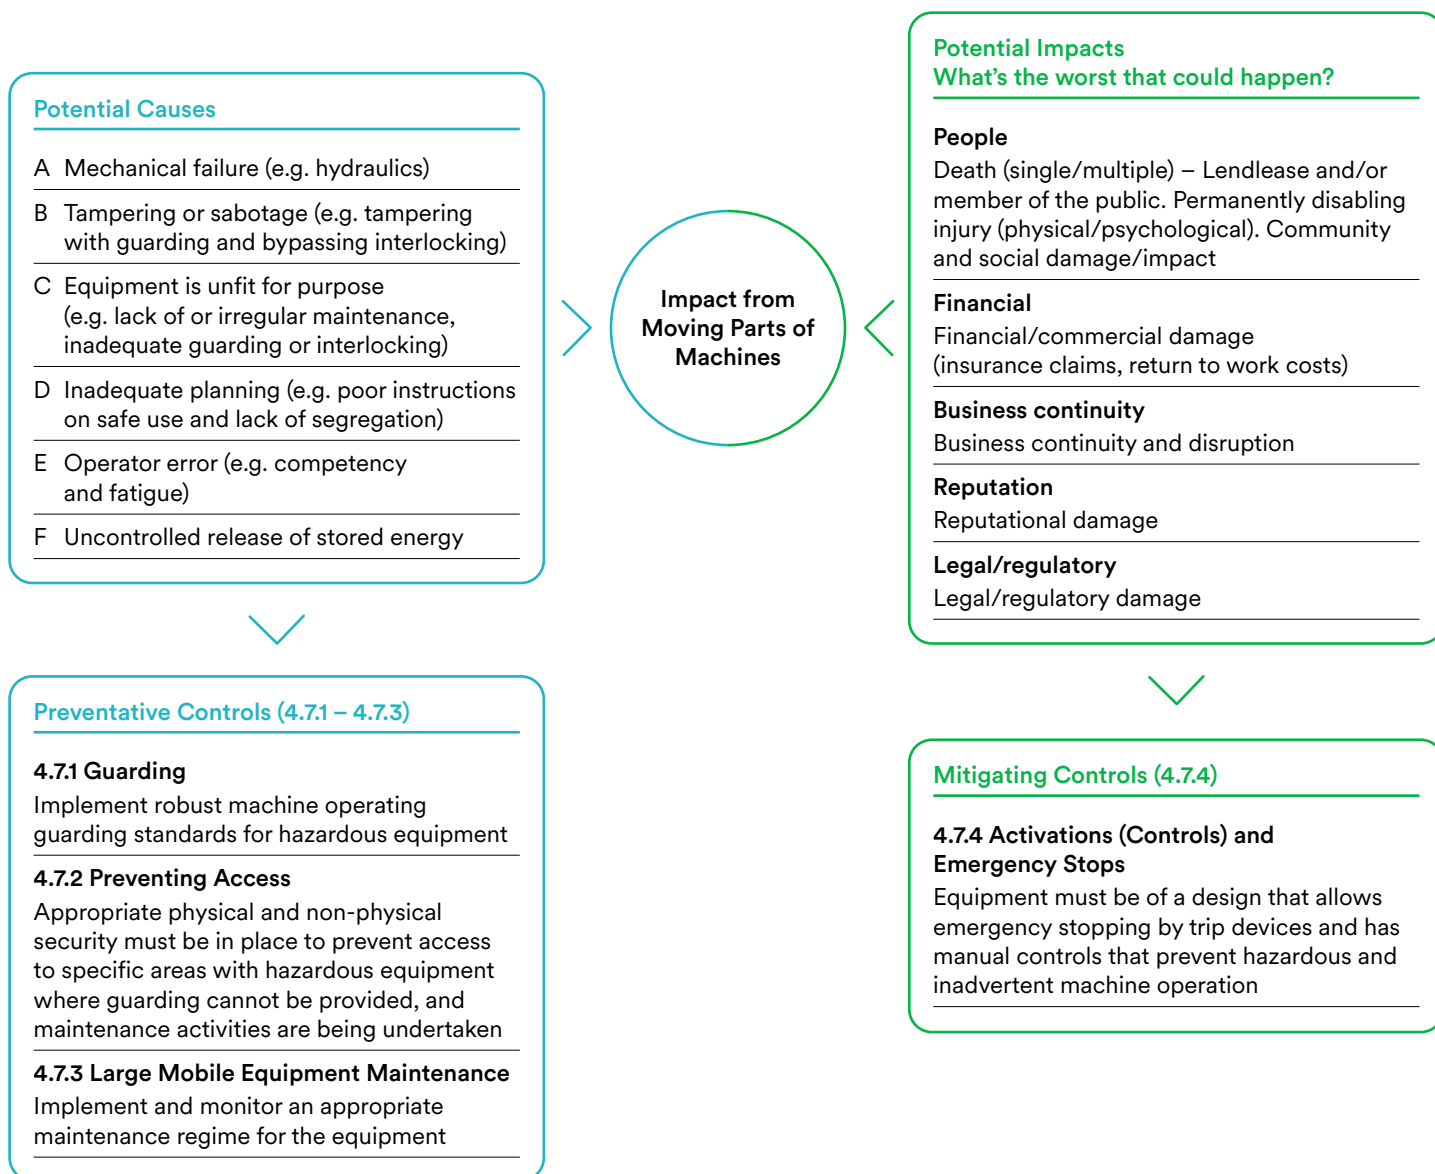 Potential Causes
A Mechanical failure (e.g. hydraulics)
B Tampering or sabotage (e.g. tampering
with guarding and bypassing interlocking)
C Equipment is unfit for purpose
(e.g. lack of or irregular maintenance,
inadequate guarding or interlocking)
D Inadequate planning (e.g. poor instructions
on safe use and lack of segregation)
E Operator error (e.g. competency
and fatigue)
F Uncontrolled release of stored energy
Preventative Controls (4.7.1 – 4.7.3)
4.7.1 Guarding
Implement robust machine operating
guarding standards for hazardous equipment
4.7.2 Preventing Access
Appropriate physical and non-physical
security must be in place to prevent access
to specific areas with hazardous equipment
where guarding cannot be provided, and
maintenance activities are being undertaken
4.7.3 Large Mobile Equipment Maintenance
Implement and monitor an appropriate
maintenance regime for the equipment
Impact from
Moving Parts of
Machines
Potential Impacts
What’s the worst that could happen?
People
Death (single/multiple) – Lendlease and/or
member of the public. Permanently disabling
injury (physical/psychological). Community
and social damage/impact
Financial
Financial/commercial damage
(insurance claims, return to work costs)
Business continuity
Business continuity and disruption
Reputation
Reputational damage
Legal/regulatory
Legal/regulatory damage
Mitigating Controls (4.7.4)
4.7.4 Activations (Controls) and
Emergency Stops
Equipment must be of a design that allows
emergency stopping by trip devices and has
manual controls that prevent hazardous and
inadvertent machine operation